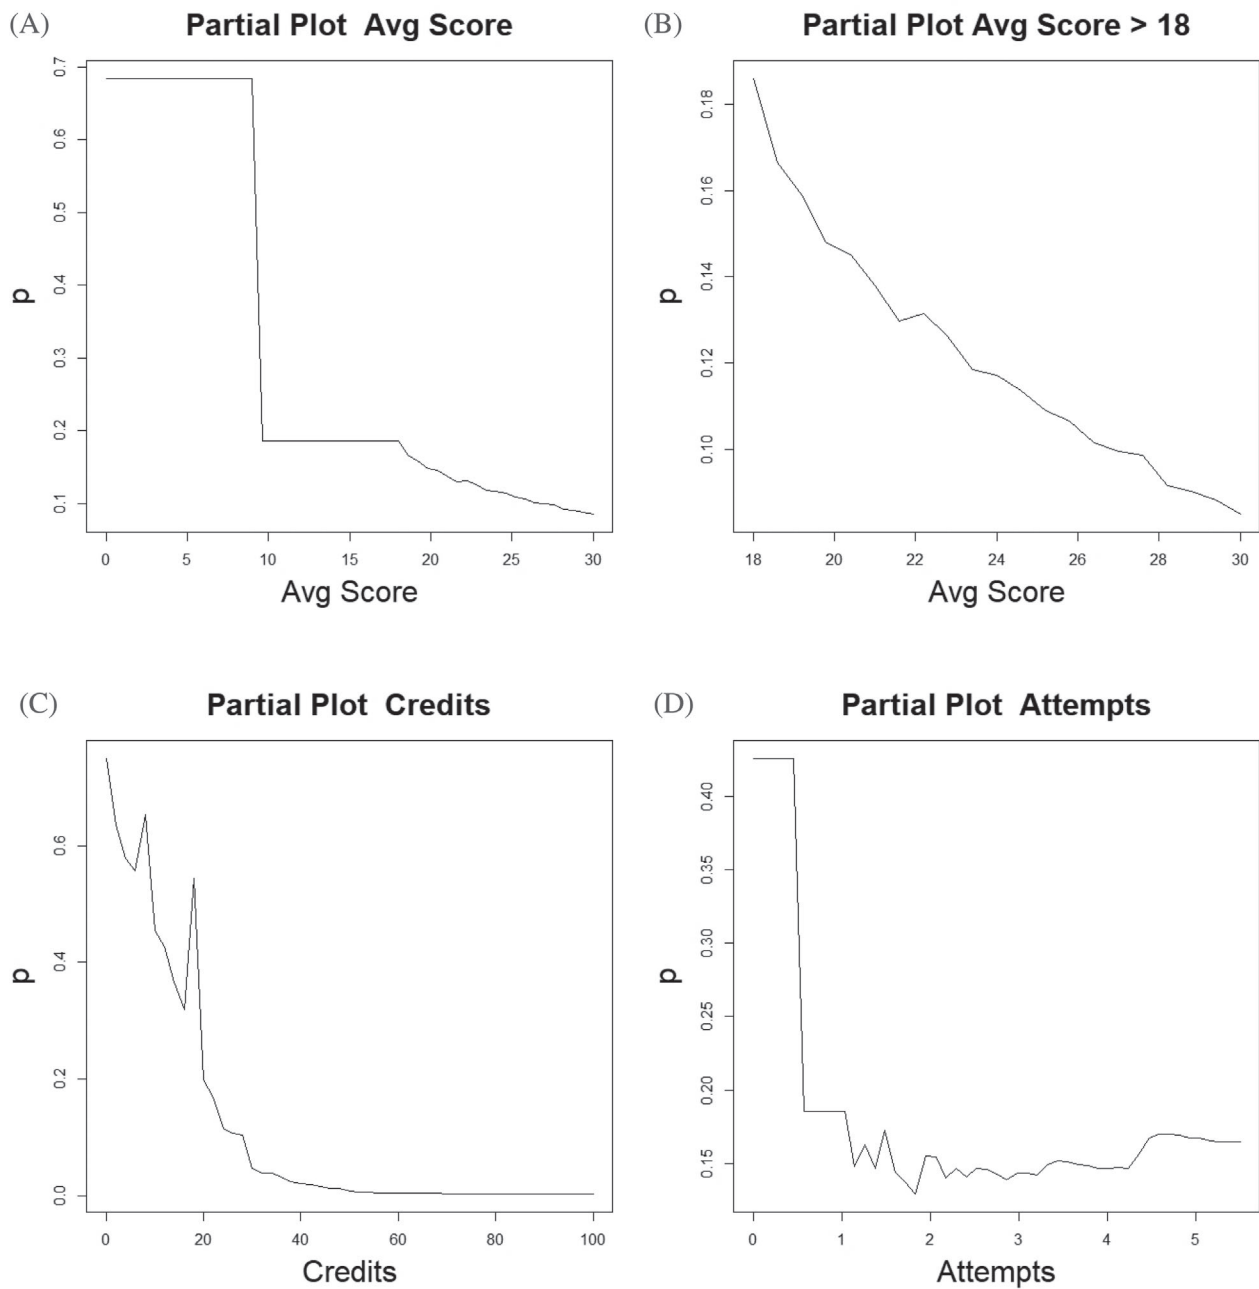 (A) Partial Plot  Avg Score
p
0.1 0.2 0.3 0.4 0.5 0.6 0.7
0 5 10 15 20 25 30
Avg Score
(B) Partial Plot Avg Score > 18
p
0.10 0.12 0.14 0.16 0.18
18 20 22 24 26 28 30
Avg Score
(C) Partial Plot  Credits
p
0.0 0.2 0.4 0.6
0 20 40 60 80 100
Credits
(D) Partial Plot  Attempts
p
0.15 0.20 0.25 0.30 0.35 0.40
0 1 2 3 4 5
Attempts